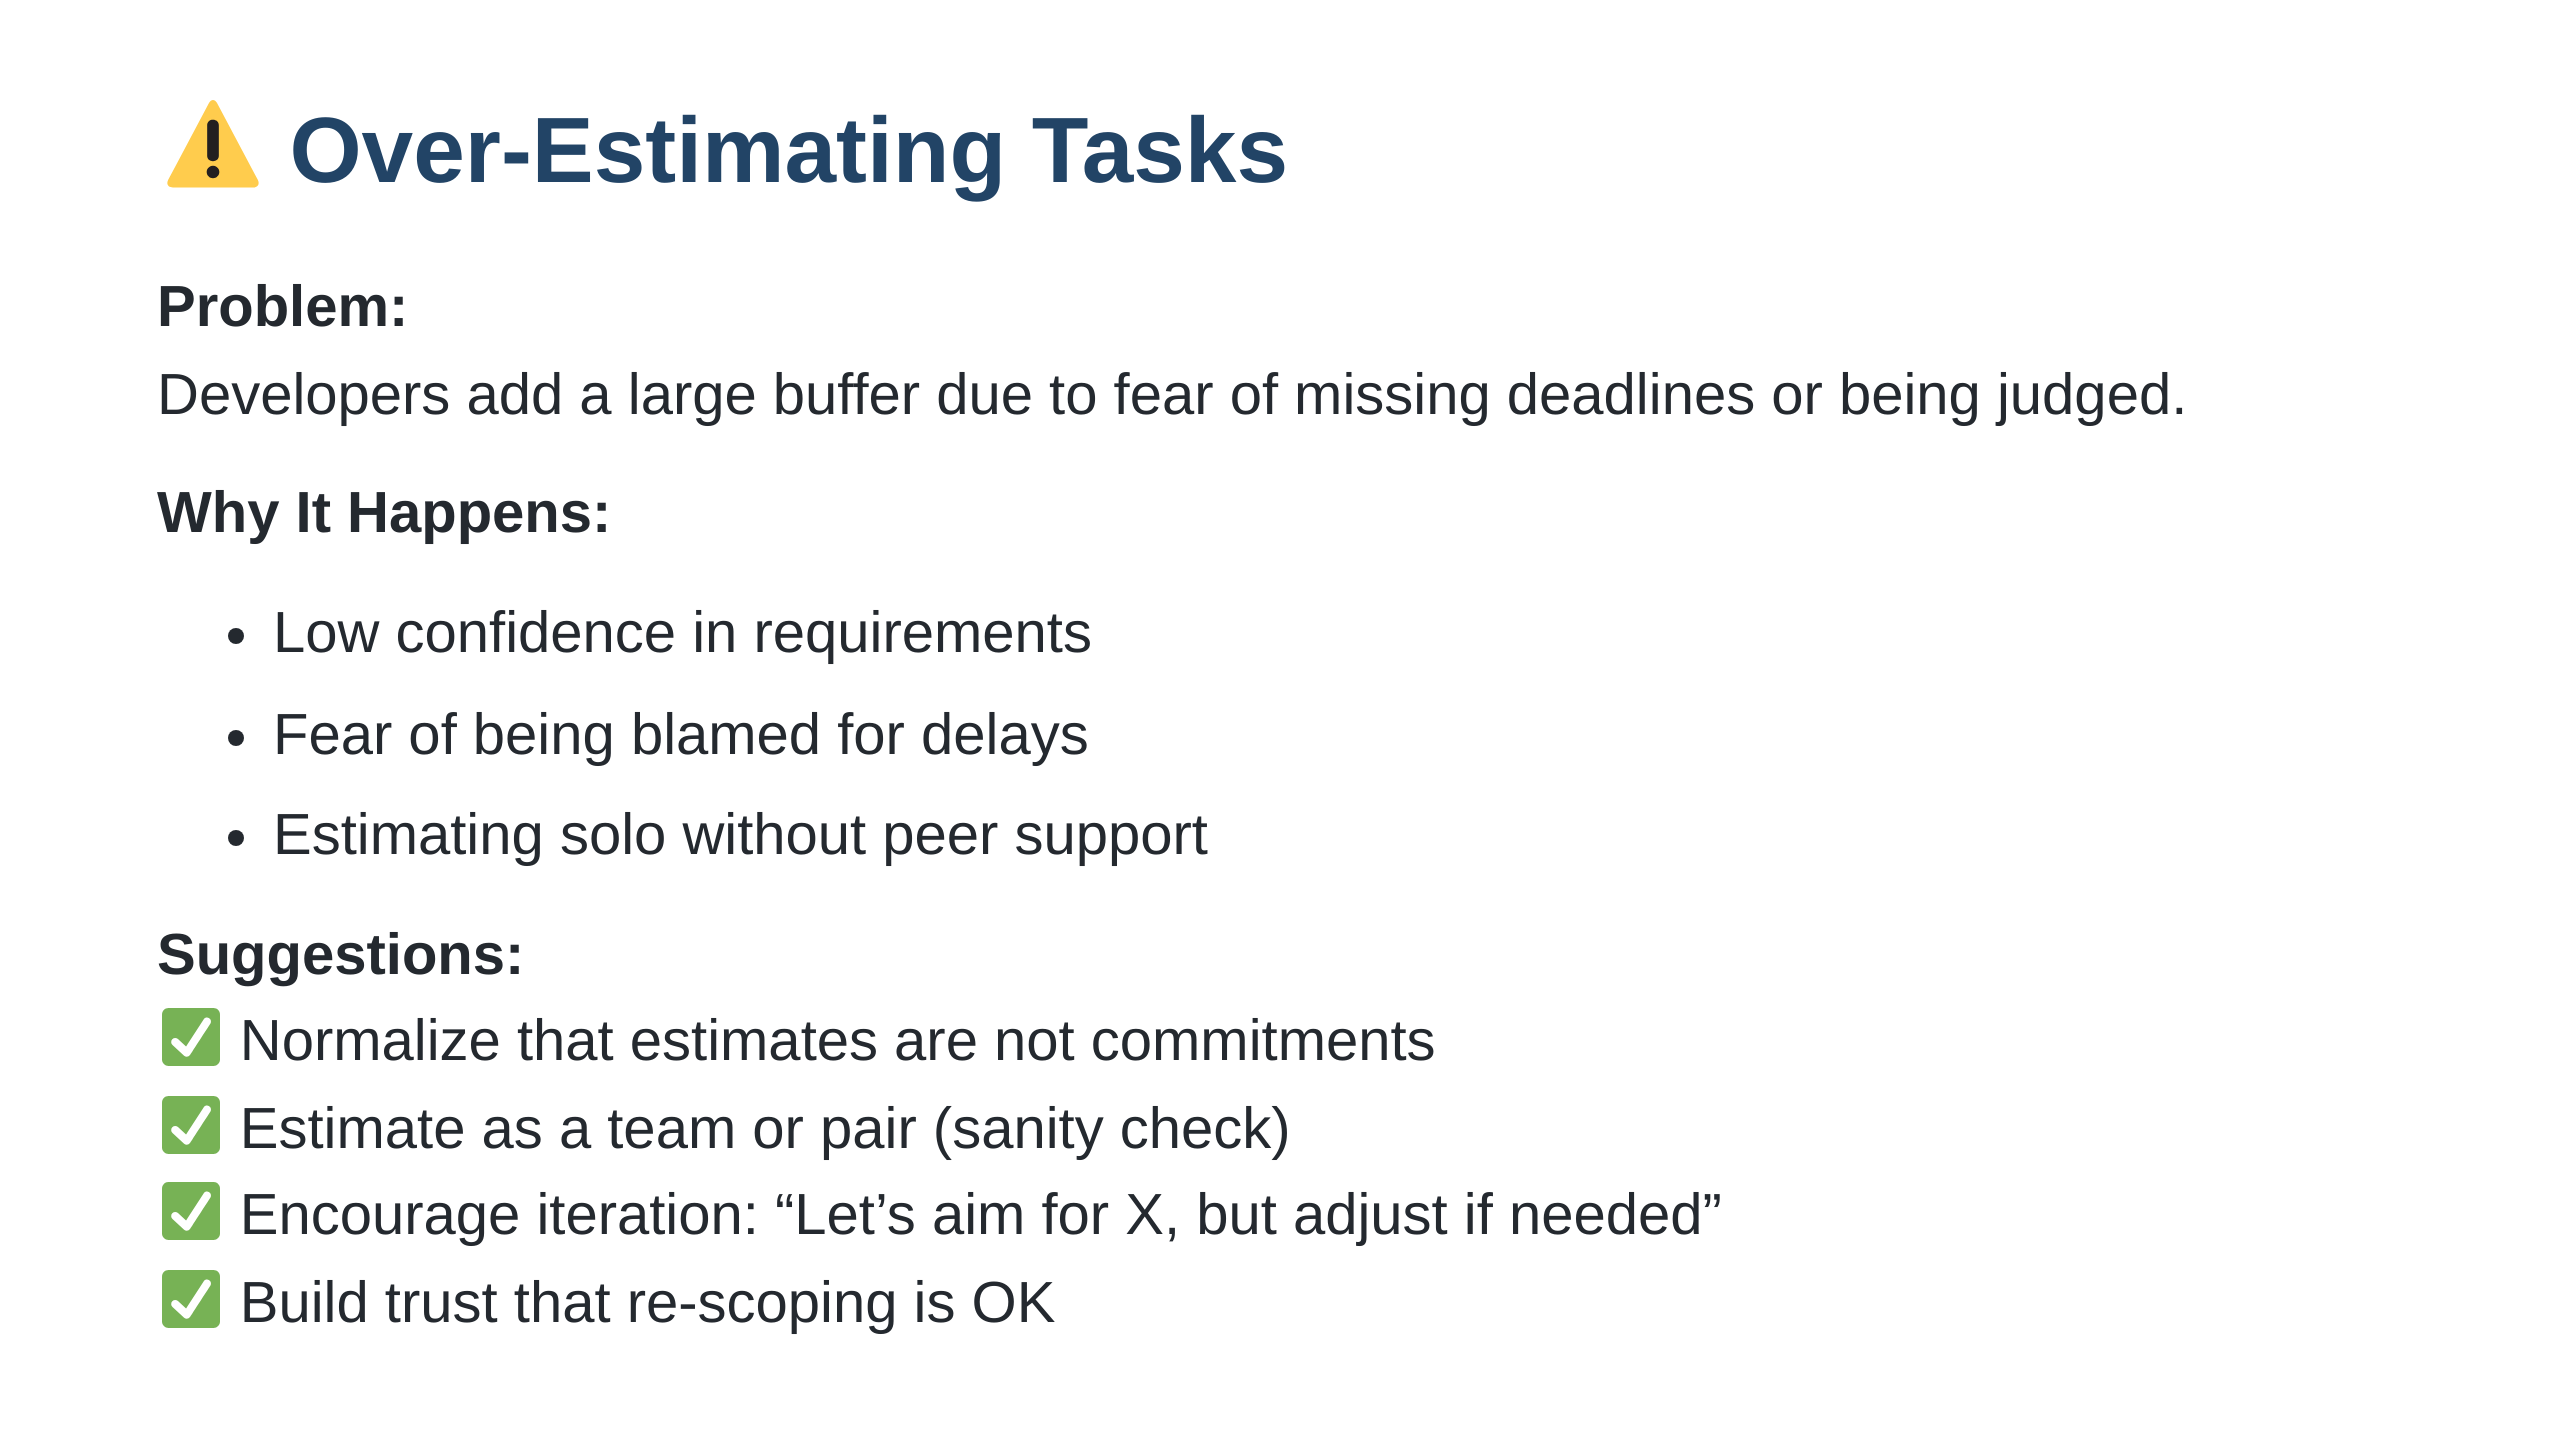 ⚠️ Over-Estimating Tasks
Problem:
Developers add a large buffer due to fear of missing deadlines or being judged.
Why It Happens:
• Low confidence in requirements
• Fear of being blamed for delays
• Estimating solo without peer support
Suggestions:
✅ Normalize that estimates are not commitments
✅ Estimate as a team or pair (sanity check)
✅ Encourage iteration: “Let’s aim for X, but adjust if needed”
✅ Build trust that re-scoping is OK